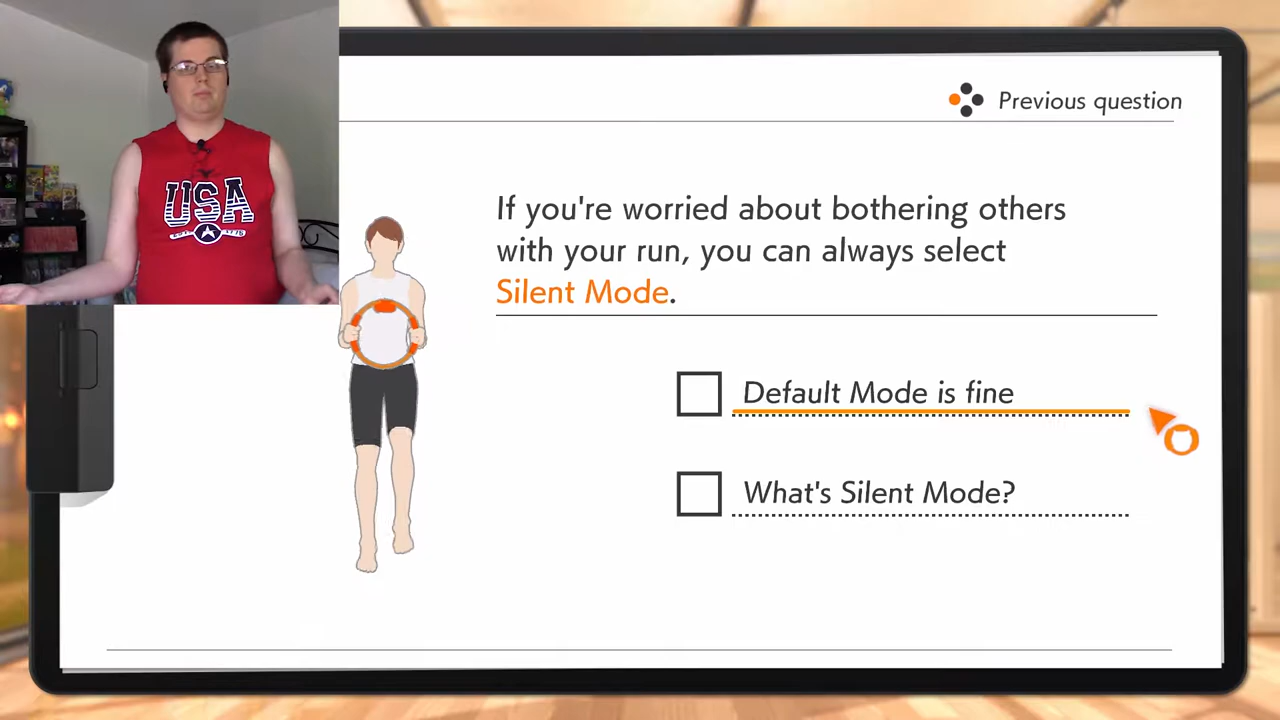 Previous question
If you're worried about bothering others
with your run, you can always select
Silent Mode.
Default Mode is fine
What's Silent Mode?
USA